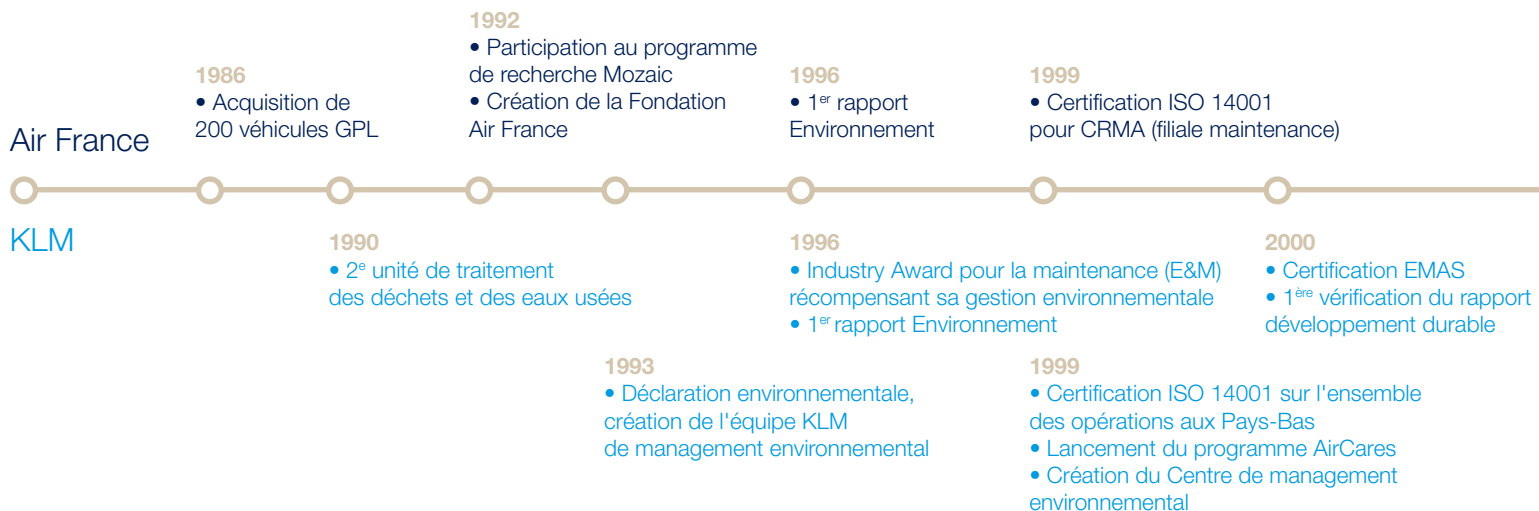 Air France
1986
• Acquisition de
200 véhicules GPL
1992
• Participation au programme
de recherche Mozaic
• Création de la Fondation
Air France
1996
• 1er rapport
Environnement
1999
• Certification ISO 14001
pour CRMA (filiale maintenance)
KLM
1990
• 2e unité de traitement
des déchets et des eaux usées
1993
• Déclaration environnementale,
création de l'équipe KLM
de management environnemental
1996
• Industry Award pour la maintenance (E&M)
récompensant sa gestion environnementale
• 1er rapport Environnement
1999
• Certification ISO 14001 sur l'ensemble
des opérations aux Pays-Bas
• Lancement du programme AirCares
• Création du Centre de management
environnemental
2000
• Certification EMAS
• 1ère vérification du rapport
développement durable